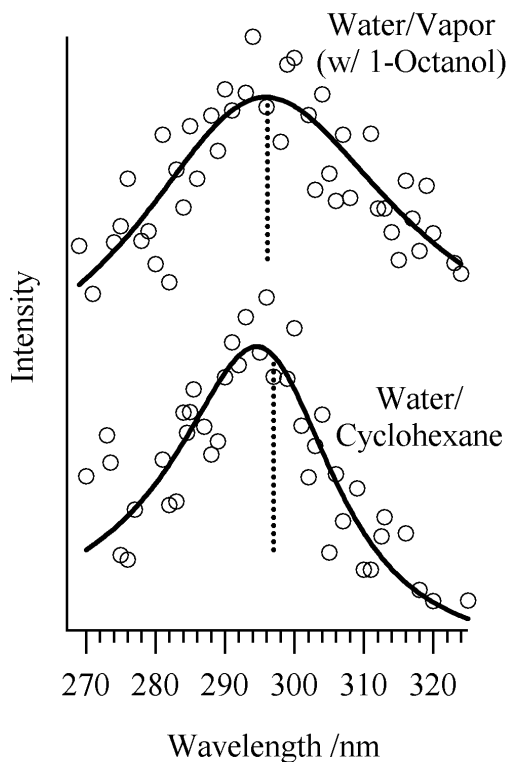 Water/Vapor
(w/ 1-Octanol)
Intensity
Water/
Cyclohexane
270 280 290 300 310 320
Wavelength /nm